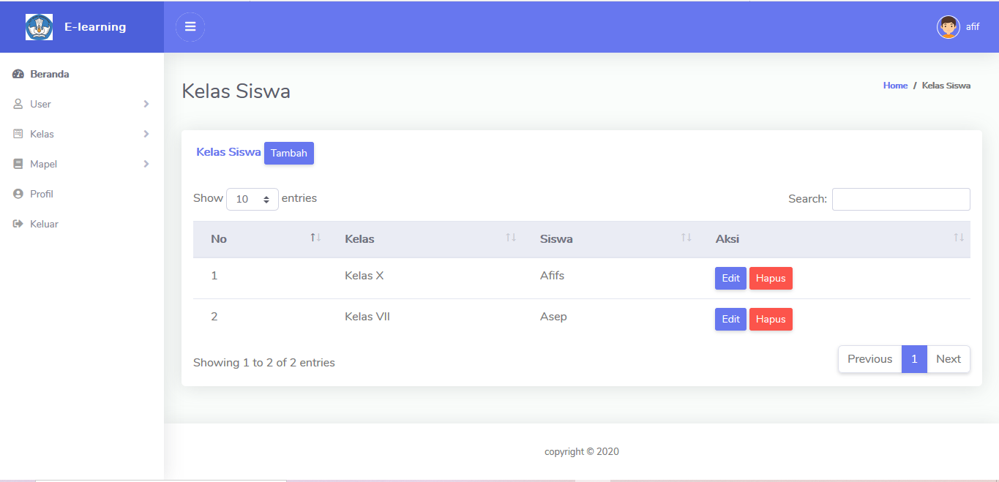 E-learning
afif
Beranda
User
Kelas
Mapel
Profil
Keluar
Kelas Siswa
Home / Kelas Siswa
Kelas Siswa Tambah
Show 10 entries
Search:
No Kelas Siswa Aksi
1 Kelas X Afifs Edit Hapus
2 Kelas VII Asep Edit Hapus
Showing 1 to 2 of 2 entries
Previous 1 Next
copyright © 2020